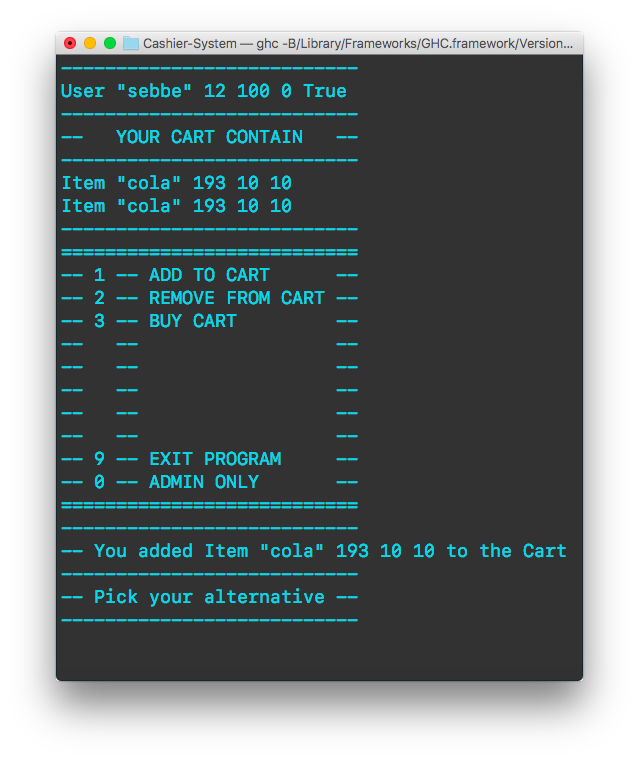 Cashier-System — ghc -B/Library/Frameworks/GHC.framework/Version...
---------------------------
User "sebbe" 12 100 0 True
---------------------------
--   YOUR CART CONTAIN   --
---------------------------
Item "cola" 193 10 10
Item "cola" 193 10 10
---------------------------
===========================
-- 1 -- ADD TO CART      --
-- 2 -- REMOVE FROM CART --
-- 3 -- BUY CART         --
--   --                  --
--   --                  --
--   --                  --
--   --                  --
--   --                  --
-- 9 -- EXIT PROGRAM     --
-- 0 -- ADMIN ONLY       --
===========================
---------------------------
-- You added Item "cola" 193 10 10 to the Cart
---------------------------
-- Pick your alternative --
---------------------------